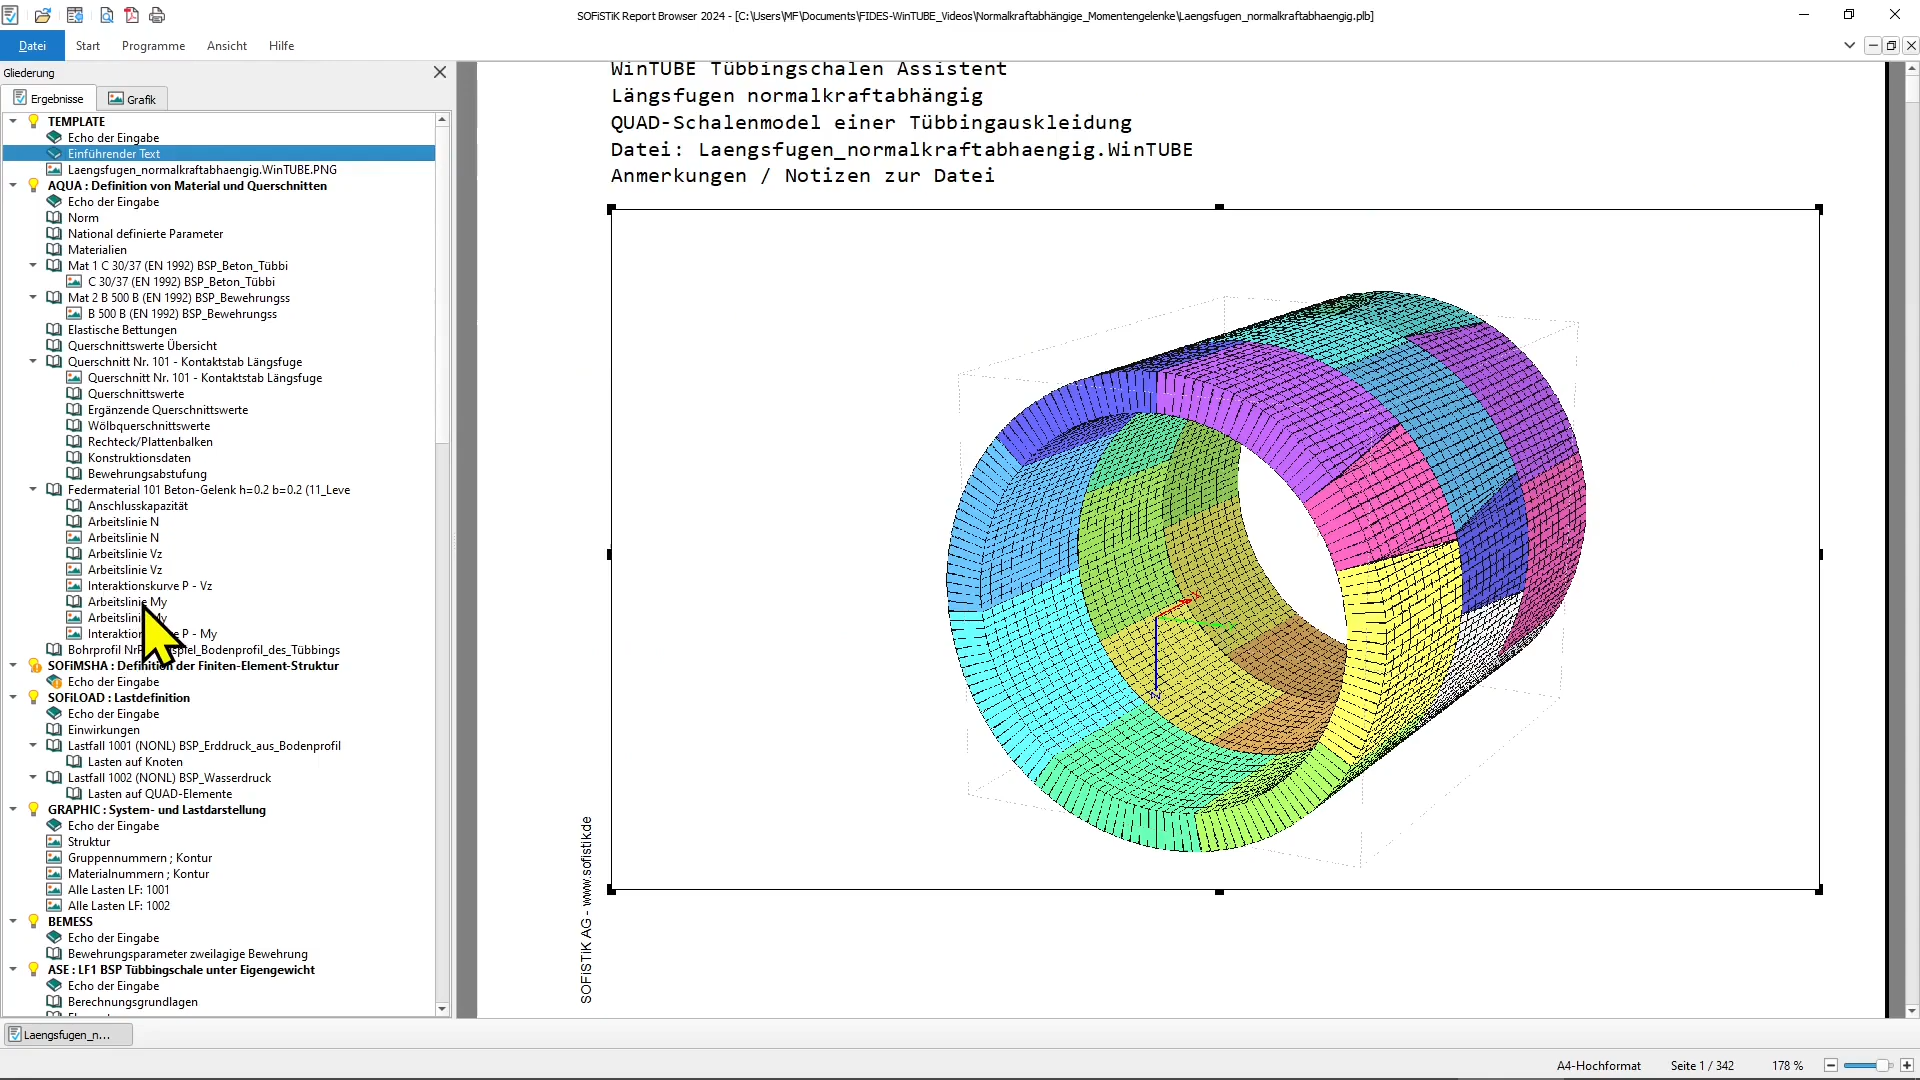 SOFiSTiK Report Browser 2024 - [C:\Users\MF\Documents\FIDES-WinTUBE_Videos\Normalkraftabhängige_Momentengelenke\Laengsfugen_normalkraftabhaengig.plb]
Datei Start Programme Ansicht Hilfe
Gliederung
Ergebnisse Grafik
TEMPLATE
Echo der Eingabe
Einführender Text
Laengsfugen_normalkraftabhaengig.WinTUBE.PNG
AQUA : Definition von Material und Querschnitten
Echo der Eingabe
Norm
National definierte Parameter
Materialien
Mat 1 C 30/37 (EN 1992) BSP_Beton_Tübbi
C 30/37 (EN 1992) BSP_Beton_Tübbi
Mat 2 B 500 B (EN 1992) BSP_Bewehrungss
B 500 B (EN 1992) BSP_Bewehrungss
Elastische Bettungen
Querschnittswerte Übersicht
Querschnitt Nr. 101 - Kontaktstab Längsfuge
Querschnitt Nr. 101 - Kontaktstab Längsfuge
Querschnittswerte
Ergänzende Querschnittswerte
Wölbquerschnittswerte
Rechteck/Plattenbalken
Konstruktionsdaten
Bewehrungsabstufung
Federmaterial 101 Beton-Gelenk h=0.2 b=0.2 (11_Leve
Anschlusskapazität
Arbeitslinie N
Arbeitslinie N
Arbeitslinie Vz
Arbeitslinie Vz
Interaktionskurve P - Vz
Arbeitslinie My
P - My
Bohrprofil
SOFiMSHA : Definition der Finiten-Element-Struktur
Echo der Eingabe
SOFiLOAD : Lastdefinition
Echo der Eingabe
Einwirkungen
Lastfall 1001 (NONL) BSP_Erddruck_aus_Bodenprofil
Lasten auf Knoten
Lastfall 1002 (NONL) BSP_Wasserdruck
Lasten auf QUAD-Elemente
GRAPHIC : System- und Lastdarstellung
Echo der Eingabe
Struktur
Gruppennummern ; Kontur
Materialnummern ; Kontur
Alle Lasten LF: 1001
Alle Lasten LF: 1002
BEMESS
Echo der Eingabe
Bewehrungsparameter zweilagige Bewehrung
ASE : LF1 BSP Tübbingschale unter Eigengewicht
Echo der Eingabe
Berechnungsgrundlagen
WinTUBE Tübbingschalen Assistent
Längsfugen normalkraftabhängig
QUAD-Schalenmodel einer Tübbingauskleidung
Datei: Laengsfugen_normalkraftabhaengig.WinTUBE
Anmerkungen / Notizen zur Datei
SOFiSTiK AG - www.sofistik.de
Laengsfugen_n...
A4-Hochformat Seite 1 / 342 178 %